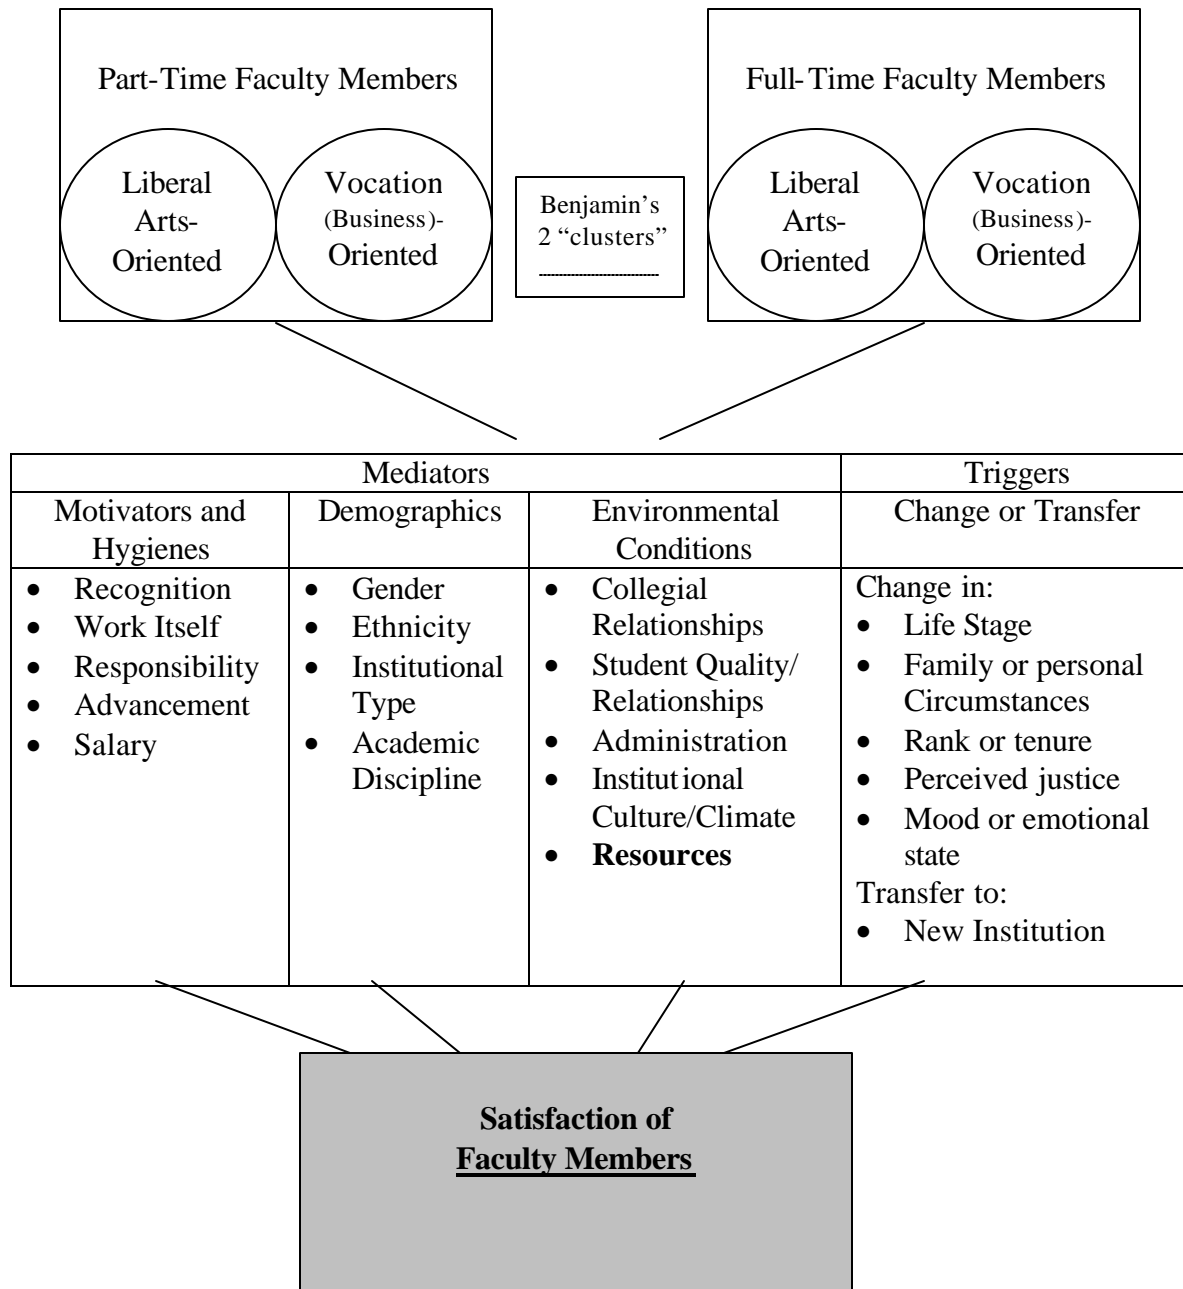 Part-Time Faculty Members
Full-Time Faculty Members
Liberal
Arts-
Oriented
Vocation
(Business)-
Oriented
Benjamin’s
2 “clusters”
Liberal
Arts-
Oriented
Vocation
(Business)-
Oriented
Mediators
Triggers
Motivators and
Hygienes
Demographics
Environmental
Conditions
Change or Transfer
• Recognition
• Work Itself
• Responsibility
• Advancement
• Salary
• Gender
• Ethnicity
• Institutional
Type
• Academic
Discipline
• Collegial
Relationships
• Student Quality/
Relationships
• Administration
• Institutional
Culture/Climate
• Resources
Change in:
• Life Stage
• Family or personal
Circumstances
• Rank or tenure
• Perceived justice
• Mood or emotional
state
Transfer to:
• New Institution
Satisfaction of
Faculty Members